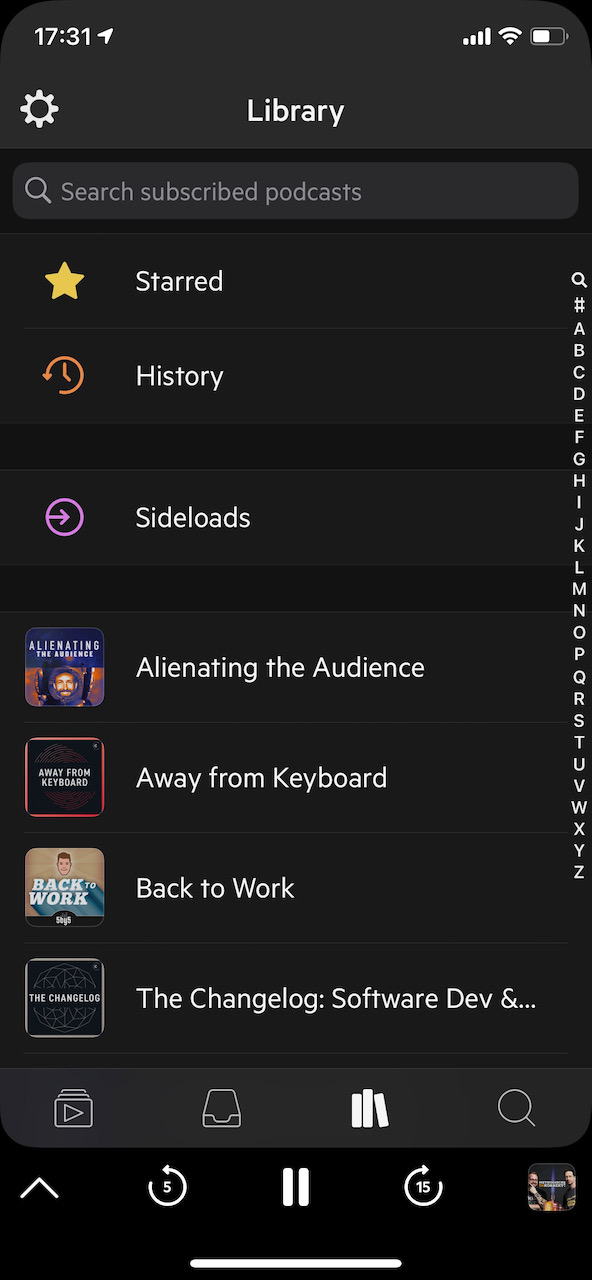 17:31
Library
Search subscribed podcasts
Starred
History
Sideloads
#
A
B
C
D
E
F
G
H
I
J
K
L
M
N
O
P
Q
R
S
T
U
V
W
X
Y
Z
ALIENATING
THE AUDIENCE
Alienating the Audience
AWAY FROM
KEYBOARD
Away from Keyboard
BACK TO
WORK
5by5
Back to Work
THE CHANGELOG
The Changelog: Software Dev &...
5
15